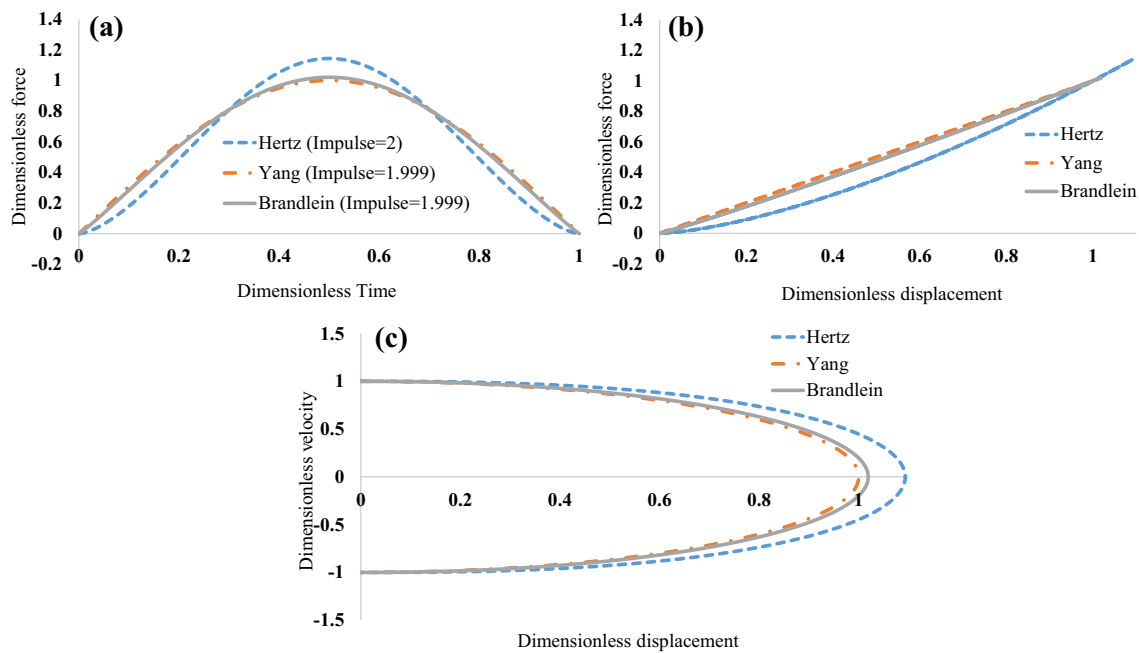 (a)
Dimensionless force
1.4
1.2
1
0.8
0.6
0.4
0.2
0
-0.2
0 0.2 0.4 0.6 0.8 1
Dimensionless Time
Hertz (Impulse=2)
Yang (Impulse=1.999)
Brandlein (Impulse=1.999)
(b)
Dimensionless force
1.4
1.2
1
0.8
0.6
0.4
0.2
0
-0.2
0 0.2 0.4 0.6 0.8 1
Dimensionless displacement
Hertz
Yang
Brandlein
(c)
Dimensionless velocity
1.5
1
0.5
0
-0.5
-1
-1.5
0 0.2 0.4 0.6 0.8 1
Dimensionless displacement
Hertz
Yang
Brandlein